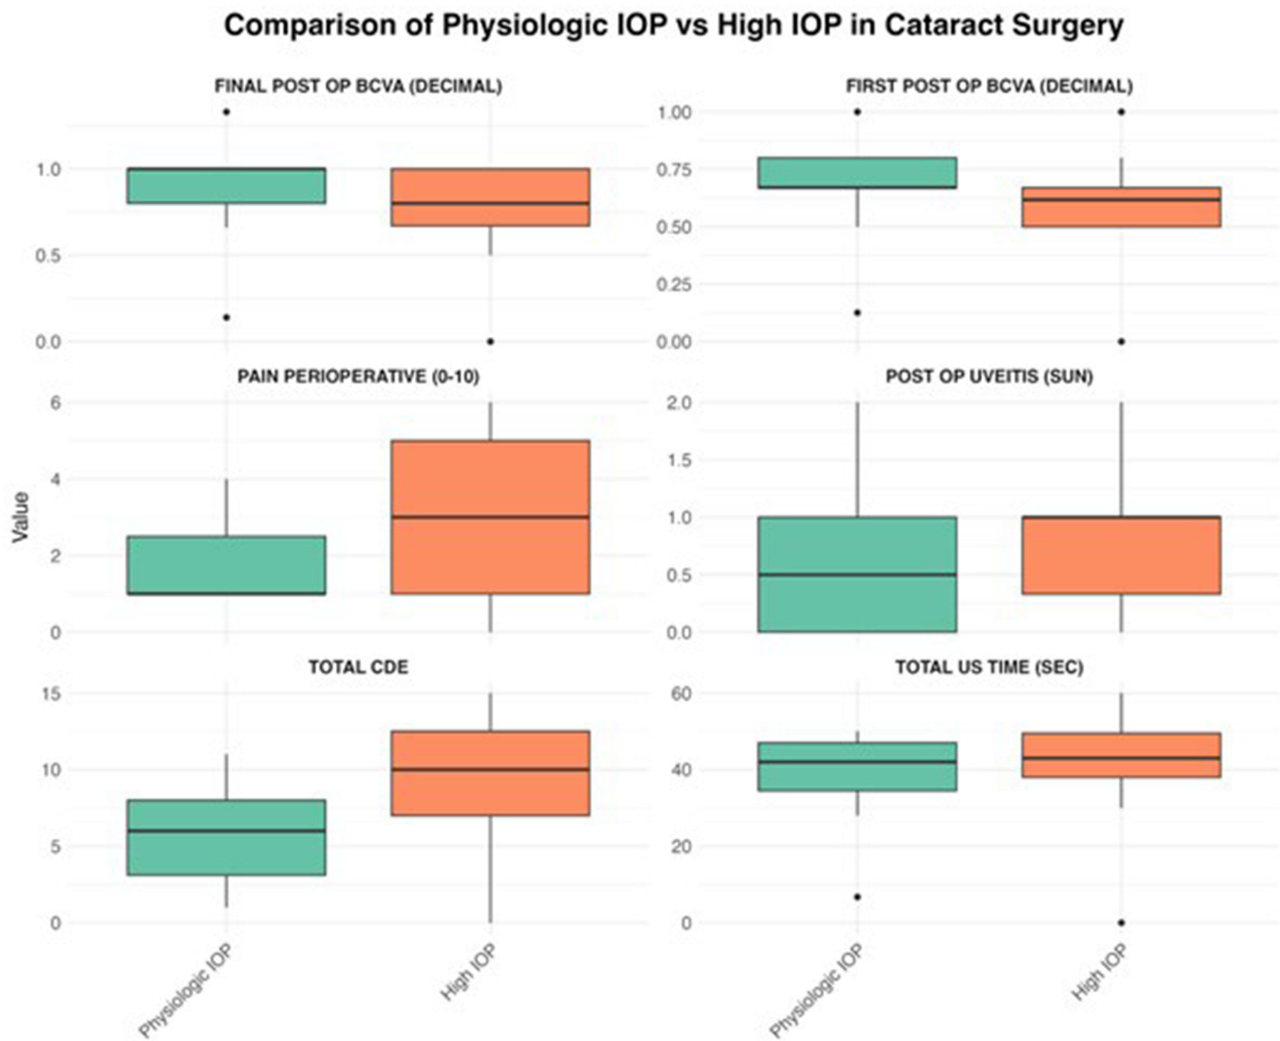 Comparison of Physiologic IOP vs High IOP in Cataract Surgery
FINAL POST OP BCVA (DECIMAL)
1.0
0.5
0.0
FIRST POST OP BCVA (DECIMAL)
1.00
0.75
0.50
0.25
0.00
PAIN PERIOPERATIVE (0-10)
6
4
2
0
POST OP UVEITIS (SUN)
2.0
1.5
1.0
0.5
0.0
Value
TOTAL CDE
15
10
5
0
TOTAL US TIME (SEC)
60
40
20
0
Physiologic IOP
High IOP
Physiologic IOP
High IOP